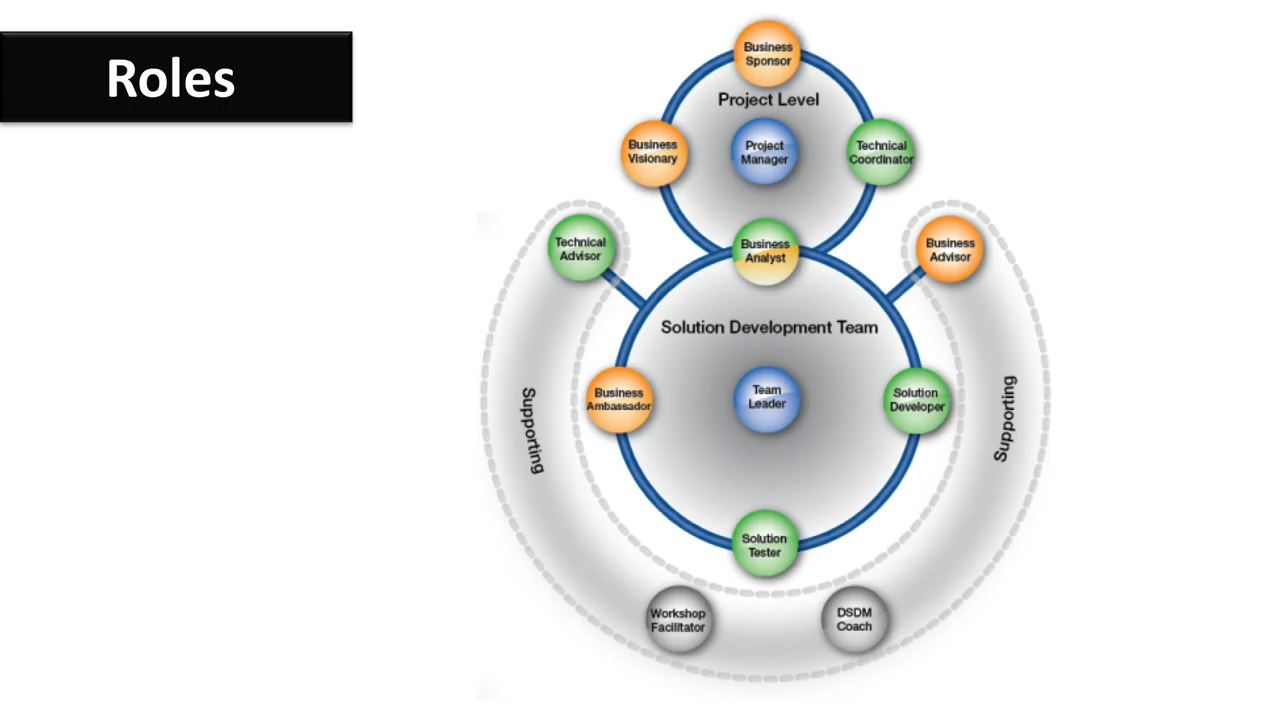 Roles
Business
Sponsor
Project Level
Business
Visionary
Project
Manager
Technical
Coordinator
Technical
Advisor
Business
Analyst
Business
Advisor
Solution Development Team
Supporting
Business
Ambassador
Team
Leader
Solution
Developer
Supporting
Solution
Tester
Workshop
Facilitator
DSDM
Coach